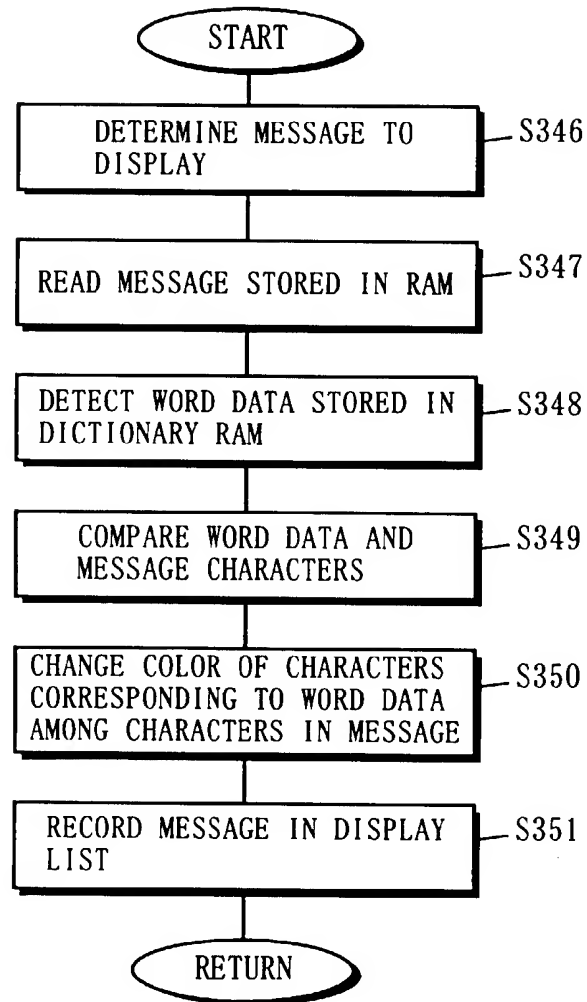 START
DETERMINE MESSAGE TO
DISPLAY
S346
READ MESSAGE STORED IN RAM
S347
DETECT WORD DATA STORED IN
DICTIONARY RAM
S348
COMPARE WORD DATA AND
MESSAGE CHARACTERS
S349
CHANGE COLOR OF CHARACTERS
CORRESPONDING TO WORD DATA
AMONG CHARACTERS IN MESSAGE
S350
RECORD MESSAGE IN DISPLAY
LIST
S351
RETURN